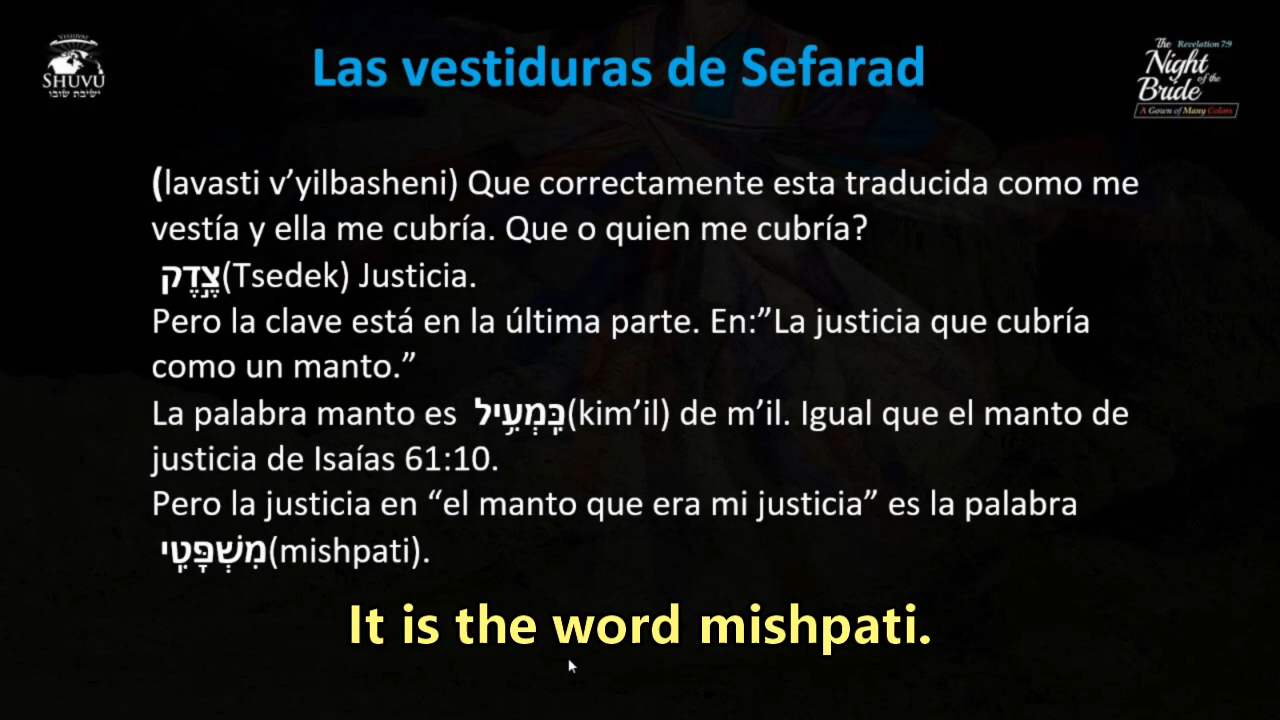 YESHIVAT
SHUVU
ישיבת שובו
Las vestiduras de Sefarad
The Revelation 7:9
Night
of the
Bride
A Gown of Many Colors
(lavasti v’yilbasheni) Que correctamente esta traducida como me
vestía y ella me cubría. Que o quien me cubría?
צֶ֣דֶק(Tsedek) Justicia.
Pero la clave está en la última parte. En:”La justicia que cubría
como un manto.”
La palabra manto es כִּֽמְעִ֥יל(kim’il) de m’il. Igual que el manto de
justicia de Isaías 61:10.
Pero la justicia en “el manto que era mi justicia” es la palabra
מִשְׁפָּטִֽי(mishpati).
It is the word mishpati.